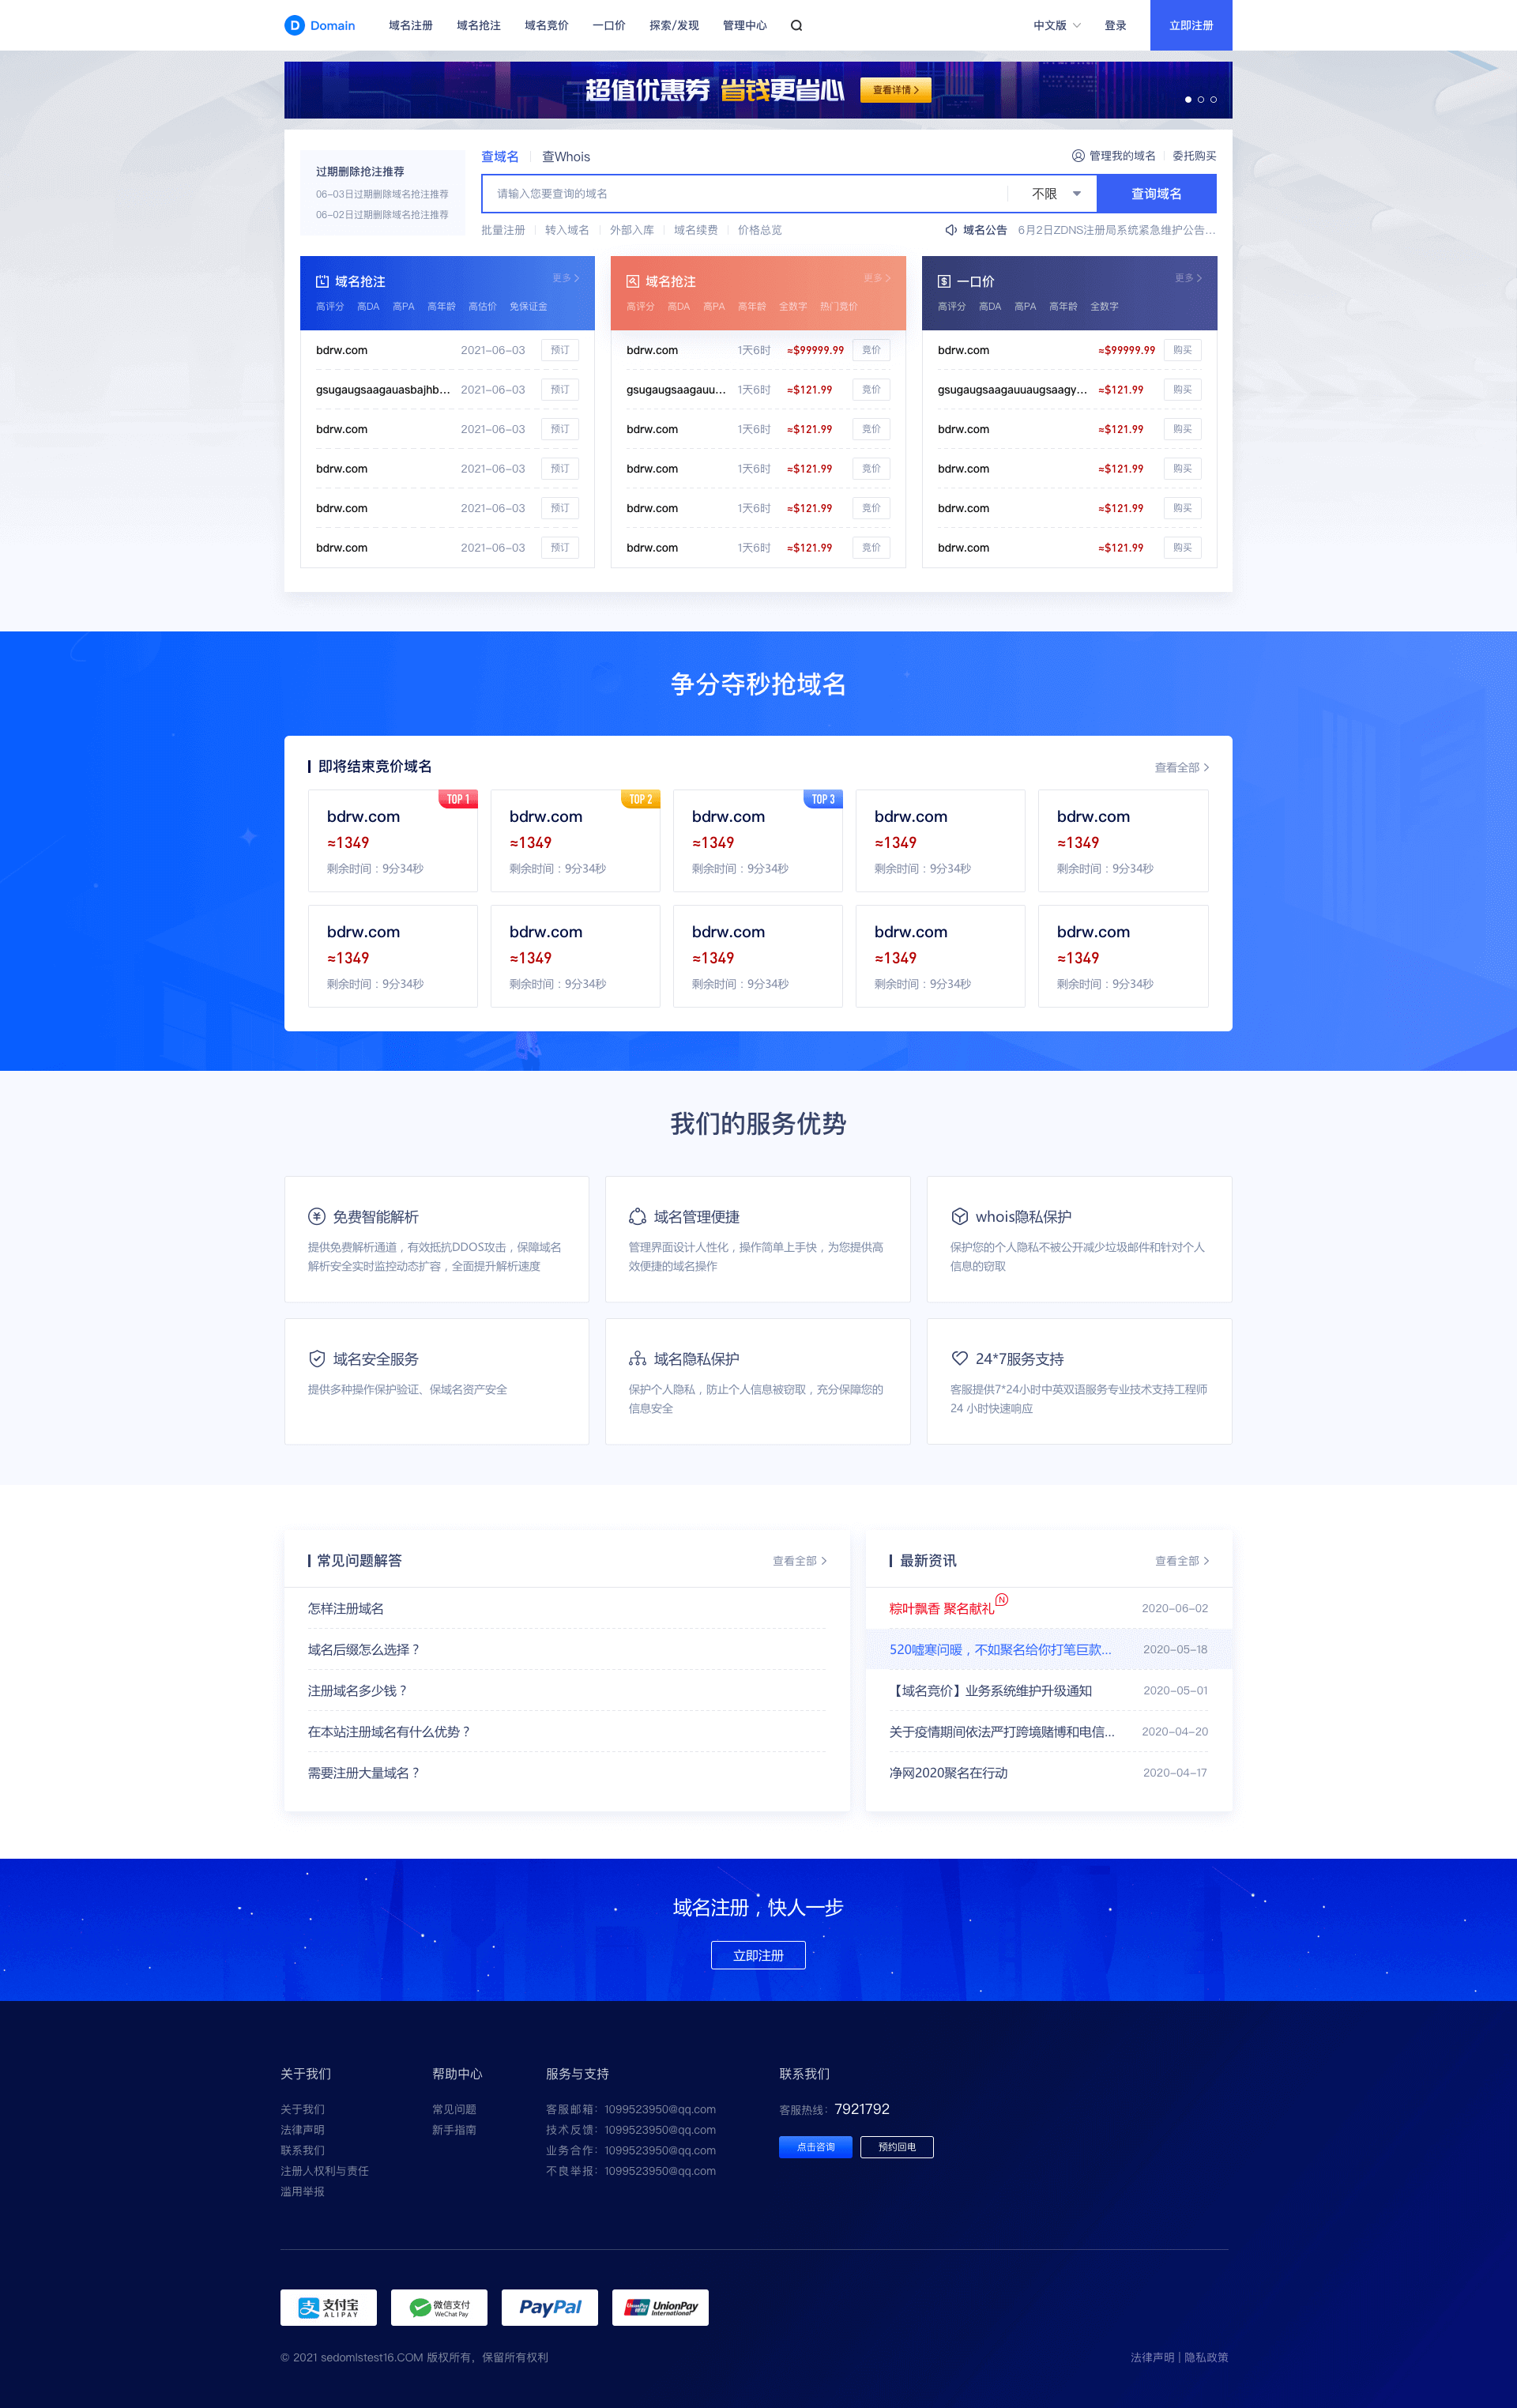 D Domain 域名注册 域名抢注 域名竞价 一口价 探索/发现 管理中心 中文版 登录 立即注册
超值优惠券 省钱更省心 查看详情
过期删除抢注推荐
06-03日过期删除域名抢注推荐
06-02日过期删除域名抢注推荐
查域名 查Whois 管理我的域名 委托购买
请输入您要查询的域名 不限 查询域名
批量注册 转入域名 外部入库 域名续费 价格总览 域名公告 6月2日ZDNS注册局系统紧急维护公告...
域名抢注 更多
高评分 高DA 高PA 高年龄 高估价 免保证金
bdrw.com 2021-06-03 预订
gsugaugsaagauasbajhb... 2021-06-03 预订
bdrw.com 2021-06-03 预订
bdrw.com 2021-06-03 预订
bdrw.com 2021-06-03 预订
bdrw.com 2021-06-03 预订
域名抢注 更多
高评分 高DA 高PA 高年龄 全数字 热门竞价
bdrw.com 1天6时 ≈$99999.99 竞价
gsugaugsaagauu... 1天6时 ≈$121.99 竞价
bdrw.com 1天6时 ≈$121.99 竞价
bdrw.com 1天6时 ≈$121.99 竞价
bdrw.com 1天6时 ≈$121.99 竞价
bdrw.com 1天6时 ≈$121.99 竞价
一口价 更多
高评分 高DA 高PA 高年龄 全数字
bdrw.com ≈$99999.99 购买
gsugaugsaagauuaugsaagy... ≈$121.99 购买
bdrw.com ≈$121.99 购买
bdrw.com ≈$121.99 购买
bdrw.com ≈$121.99 购买
bdrw.com ≈$121.99 购买
争分夺秒抢域名
即将结束竞价域名 查看全部
TOP 1 TOP 2 TOP 3
bdrw.com bdrw.com bdrw.com bdrw.com bdrw.com
≈1349 ≈1349 ≈1349 ≈1349 ≈1349
剩余时间：9分34秒 剩余时间：9分34秒 剩余时间：9分34秒 剩余时间：9分34秒 剩余时间：9分34秒
bdrw.com bdrw.com bdrw.com bdrw.com bdrw.com
≈1349 ≈1349 ≈1349 ≈1349 ≈1349
剩余时间：9分34秒 剩余时间：9分34秒 剩余时间：9分34秒 剩余时间：9分34秒 剩余时间：9分34秒
我们的服务优势
免费智能解析
提供免费解析通道，有效抵抗DDOS攻击，保障域名
解析安全实时监控动态扩容，全面提升解析速度
域名管理便捷
管理界面设计人性化，操作简单上手快，为您提供高
效便捷的域名操作
whois隐私保护
保护您的个人隐私不被公开减少垃圾邮件和针对个人
信息的窃取
域名安全服务
提供多种操作保护验证、保域名资产安全
域名隐私保护
保护个人隐私，防止个人信息被窃取，充分保障您的
信息安全
24*7服务支持
客服提供7*24小时中英双语服务专业技术支持工程师
24 小时快速响应
常见问题解答 查看全部
怎样注册域名
域名后缀怎么选择？
注册域名多少钱？
在本站注册域名有什么优势？
需要注册大量域名？
最新资讯 查看全部
粽叶飘香 聚名献礼 N 2020-06-02
520嘘寒问暖，不如聚名给你打笔巨款... 2020-05-18
【域名竞价】业务系统维护升级通知 2020-05-01
关于疫情期间依法严打跨境赌博和电信... 2020-04-20
净网2020聚名在行动 2020-04-17
域名注册，快人一步
立即注册
关于我们
关于我们
法律声明
联系我们
注册人权利与责任
滥用举报
帮助中心
常见问题
新手指南
服务与支持
客服邮箱：1099523950@qq.com
技术反馈：1099523950@qq.com
业务合作：1099523950@qq.com
不良举报：1099523950@qq.com
联系我们
客服热线：7921792
点击咨询 预约回电
支 支付宝 ALIPAY
微信支付 WeChat Pay
PayPal
UnionPay 银联 UnionPay International
© 2021 sedomlstest16.COM 版权所有，保留所有权利 法律声明 | 隐私政策